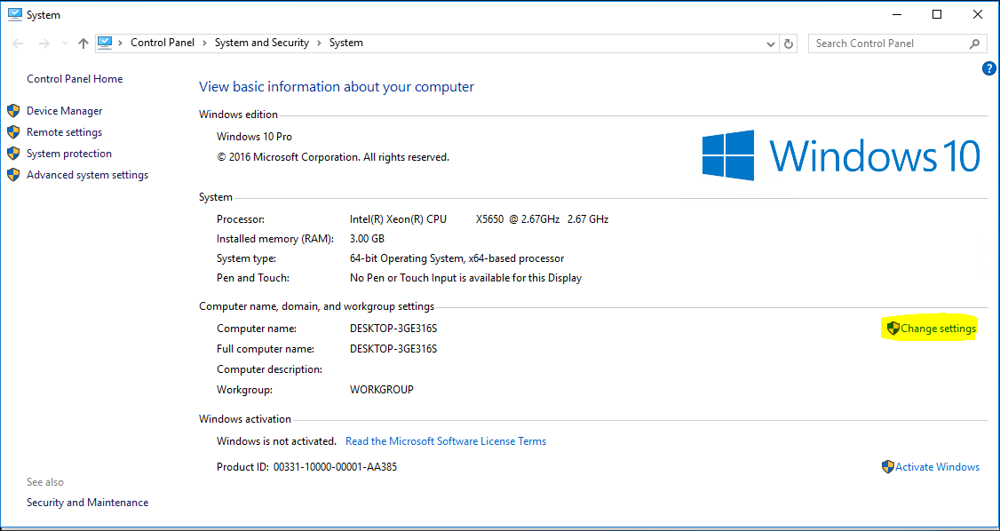 System
Control Panel > System and Security > System
Search Control Panel
?
Control Panel Home
Device Manager
Remote settings
System protection
Advanced system settings
See also
Security and Maintenance
View basic information about your computer
Windows edition
Windows 10 Pro
© 2016 Microsoft Corporation. All rights reserved.
Windows 10
System
Processor: Intel(R) Xeon(R) CPU X5650 @ 2.67GHz 2.67 GHz
Installed memory (RAM): 3.00 GB
System type: 64-bit Operating System, x64-based processor
Pen and Touch: No Pen or Touch Input is available for this Display
Computer name, domain, and workgroup settings
Computer name: DESKTOP-3GE316S Change settings
Full computer name: DESKTOP-3GE316S
Computer description:
Workgroup: WORKGROUP
Windows activation
Windows is not activated. Read the Microsoft Software License Terms
Product ID: 00331-10000-00001-AA385 Activate Windows